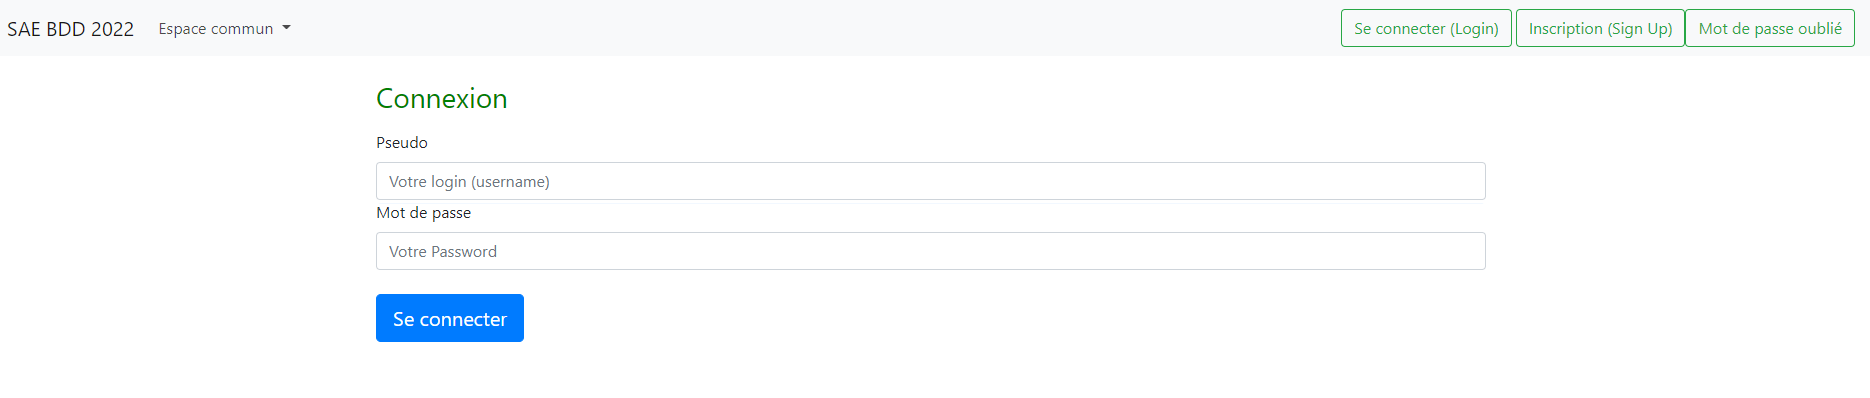 SAE BDD 2022 Espace commun Se connecter (Login) Inscription (Sign Up) Mot de passe oublié
Connexion
Pseudo
Votre login (username)
Mot de passe
Votre Password
Se connecter